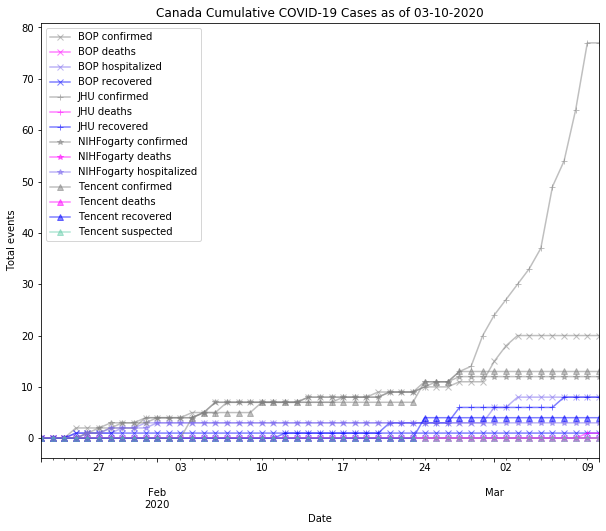 Canada Cumulative COVID-19 Cases as of 03-10-2020
BOP confirmed
BOP deaths
BOP hospitalized
BOP recovered
JHU confirmed
JHU deaths
JHU recovered
NIHFogarty confirmed
NIHFogarty deaths
NIHFogarty hospitalized
Tencent confirmed
Tencent deaths
Tencent recovered
Tencent suspected
Total events
80
70
60
50
40
30
20
10
0
27 03 10 17 24 02 09
Feb Mar
2020
Date